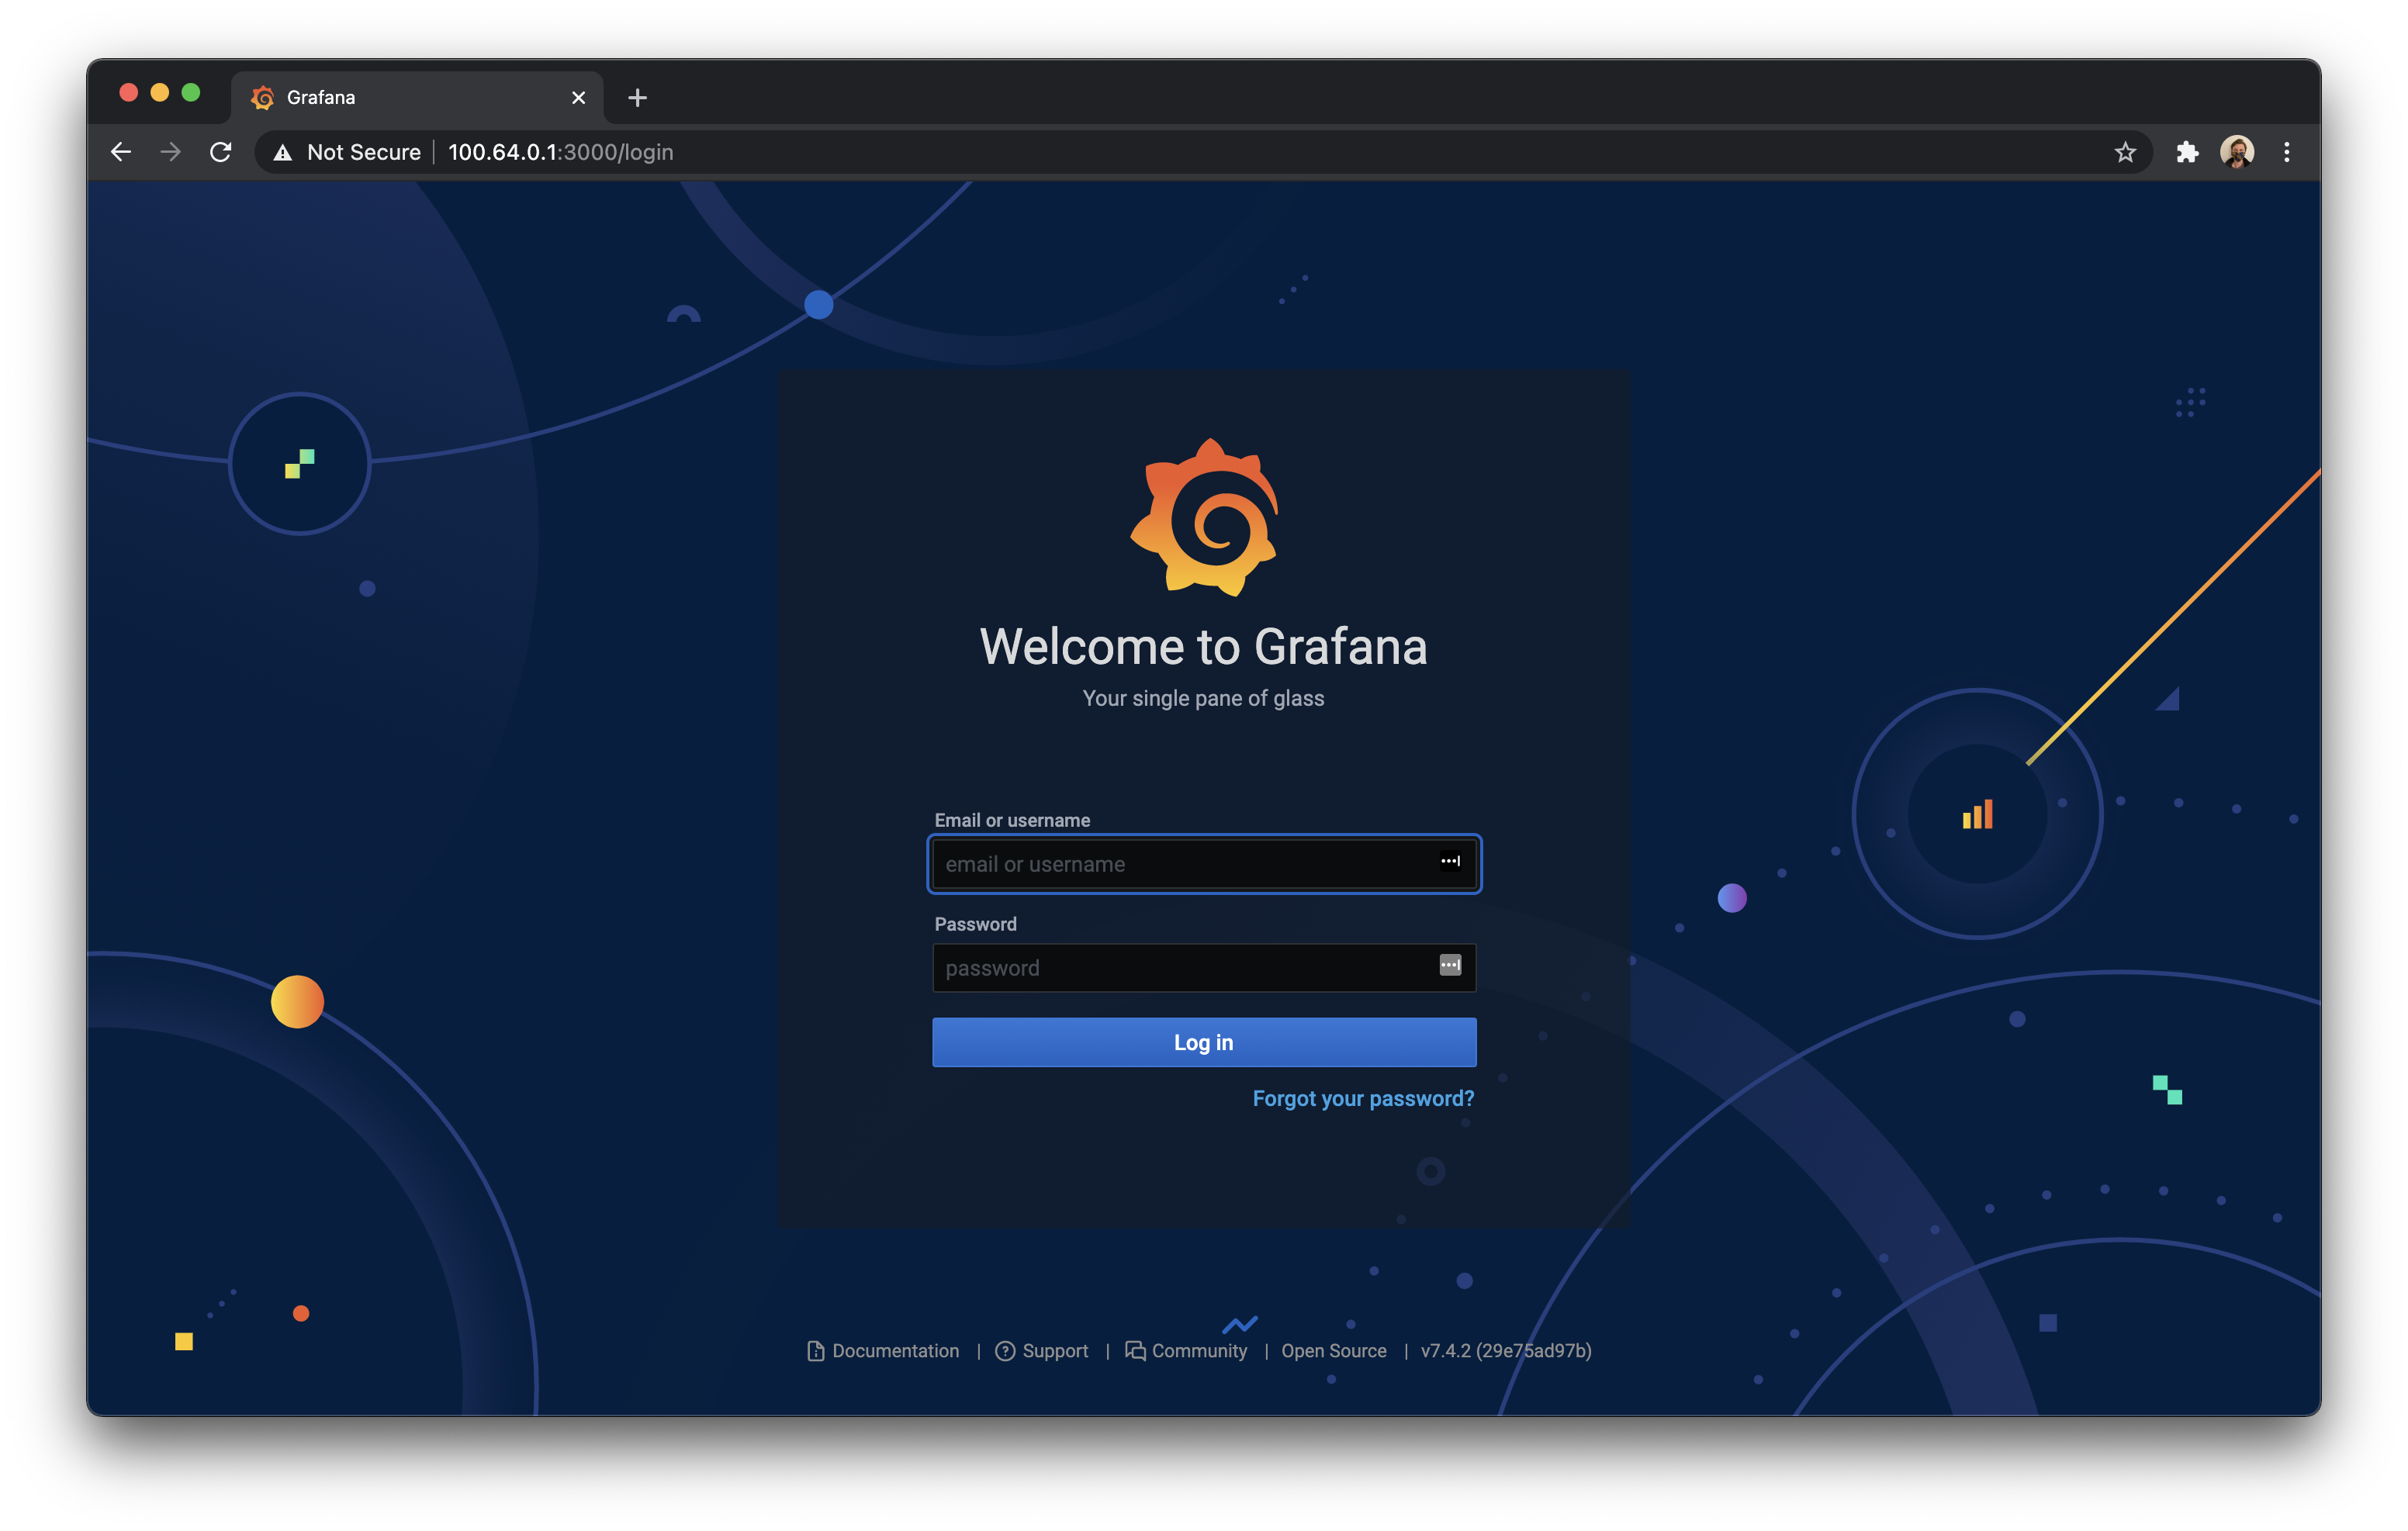 Grafana
Not Secure | 100.64.0.1:3000/login
Welcome to Grafana
Your single pane of glass
Email or username
email or username
Password
password
Log in
Forgot your password?
Documentation | Support | Community | Open Source | v7.4.2 (29e75ad97b)